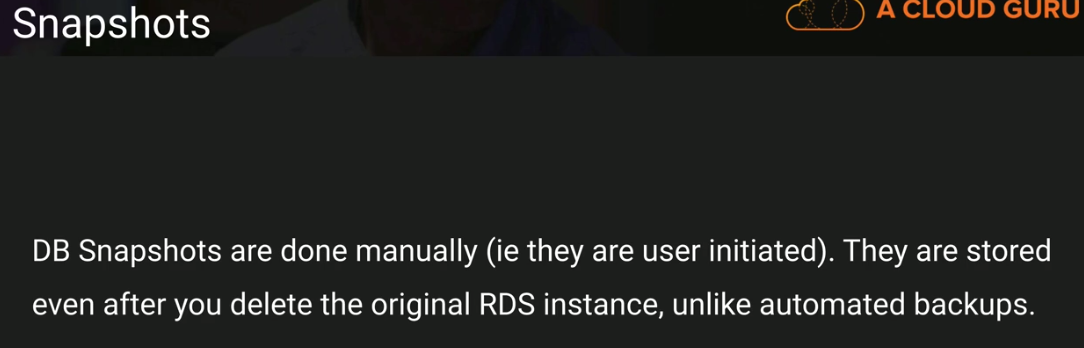 Snapshots
A CLOUD GURU
DB Snapshots are done manually (ie they are user initiated). They are stored
even after you delete the original RDS instance, unlike automated backups.